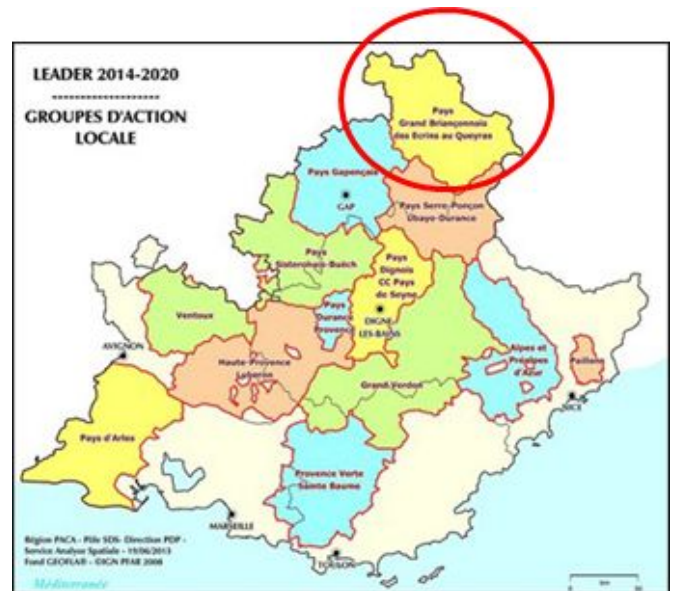 LEADER 2014-2020
-------------------
GROUPES D'ACTION
LOCALE
Pays
Grand Briançonnais
des Ecrins au Queyras
Pays Gapençais
GAP
Pays Serre-Ponçon
Ubaye-Durance
Pays
Sisteronais-Buëch
Pays
Dignois
CC Pays
de Seyne
Ventoux
Pays
Durance
Provence
DIGNE
LES-BAINS
AVIGNON
Haute-Provence
Luberon
Alpes et
Préalpes
d'Azur
Paillons
Grand Verdon
NICE
Pays d'Arles
Provence Verte
Sainte Baume
MARSEILLE
TOULON
Région PACA - Pôle SDS- Direction PDP -
Service Analyse Spatiale - 19/06/2013
Fond GEOFLA® - ©IGN PFAR 2008
Méditerranée
km